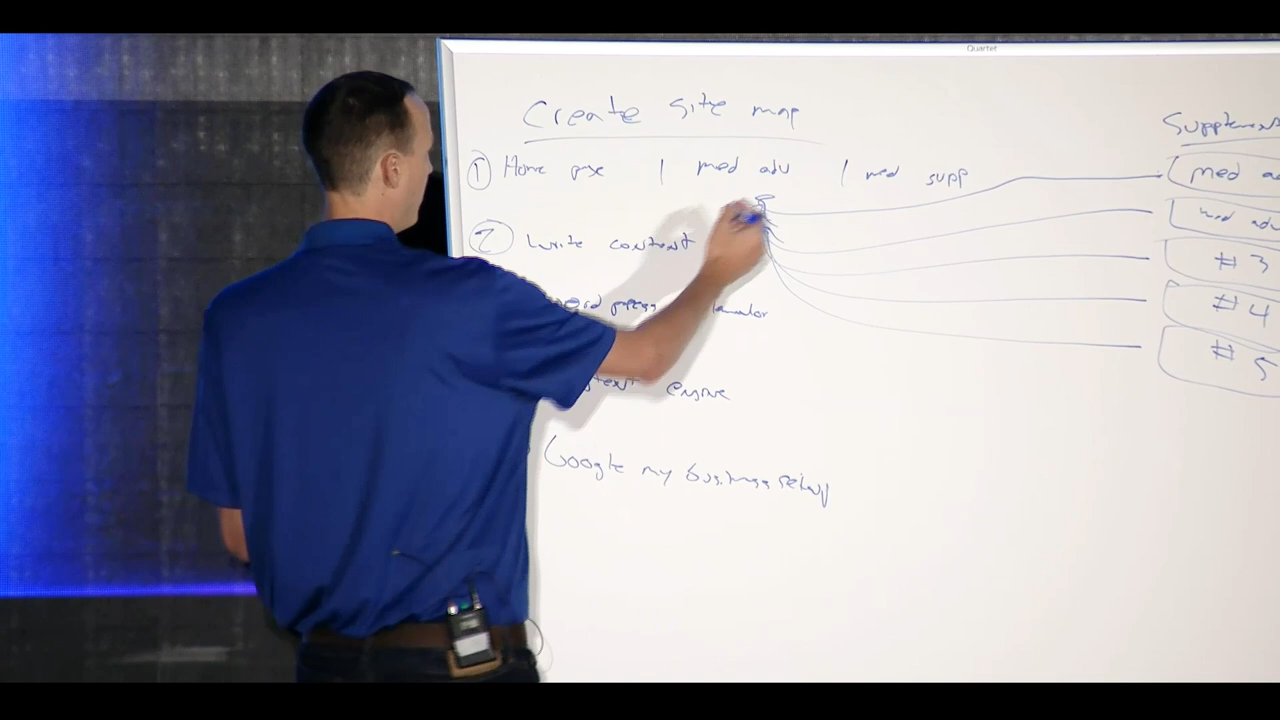 Quartet
Create site map
① Home page | med adv | med supp
② write content
engine
Google my business setup
Supplement
med a
med adv
#3
#4
#5